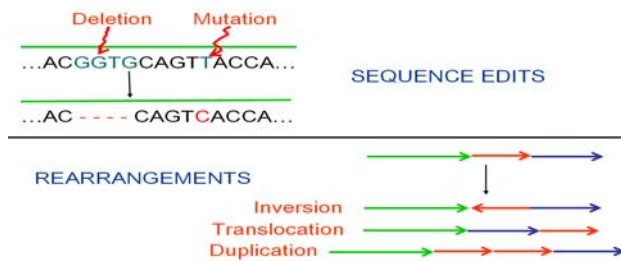 Deletion Mutation
...ACGGTGCAGTTACCA...
SEQUENCE EDITS
...AC - - - - CAGTCACCA...
REARRANGEMENTS
Inversion
Translocation
Duplication